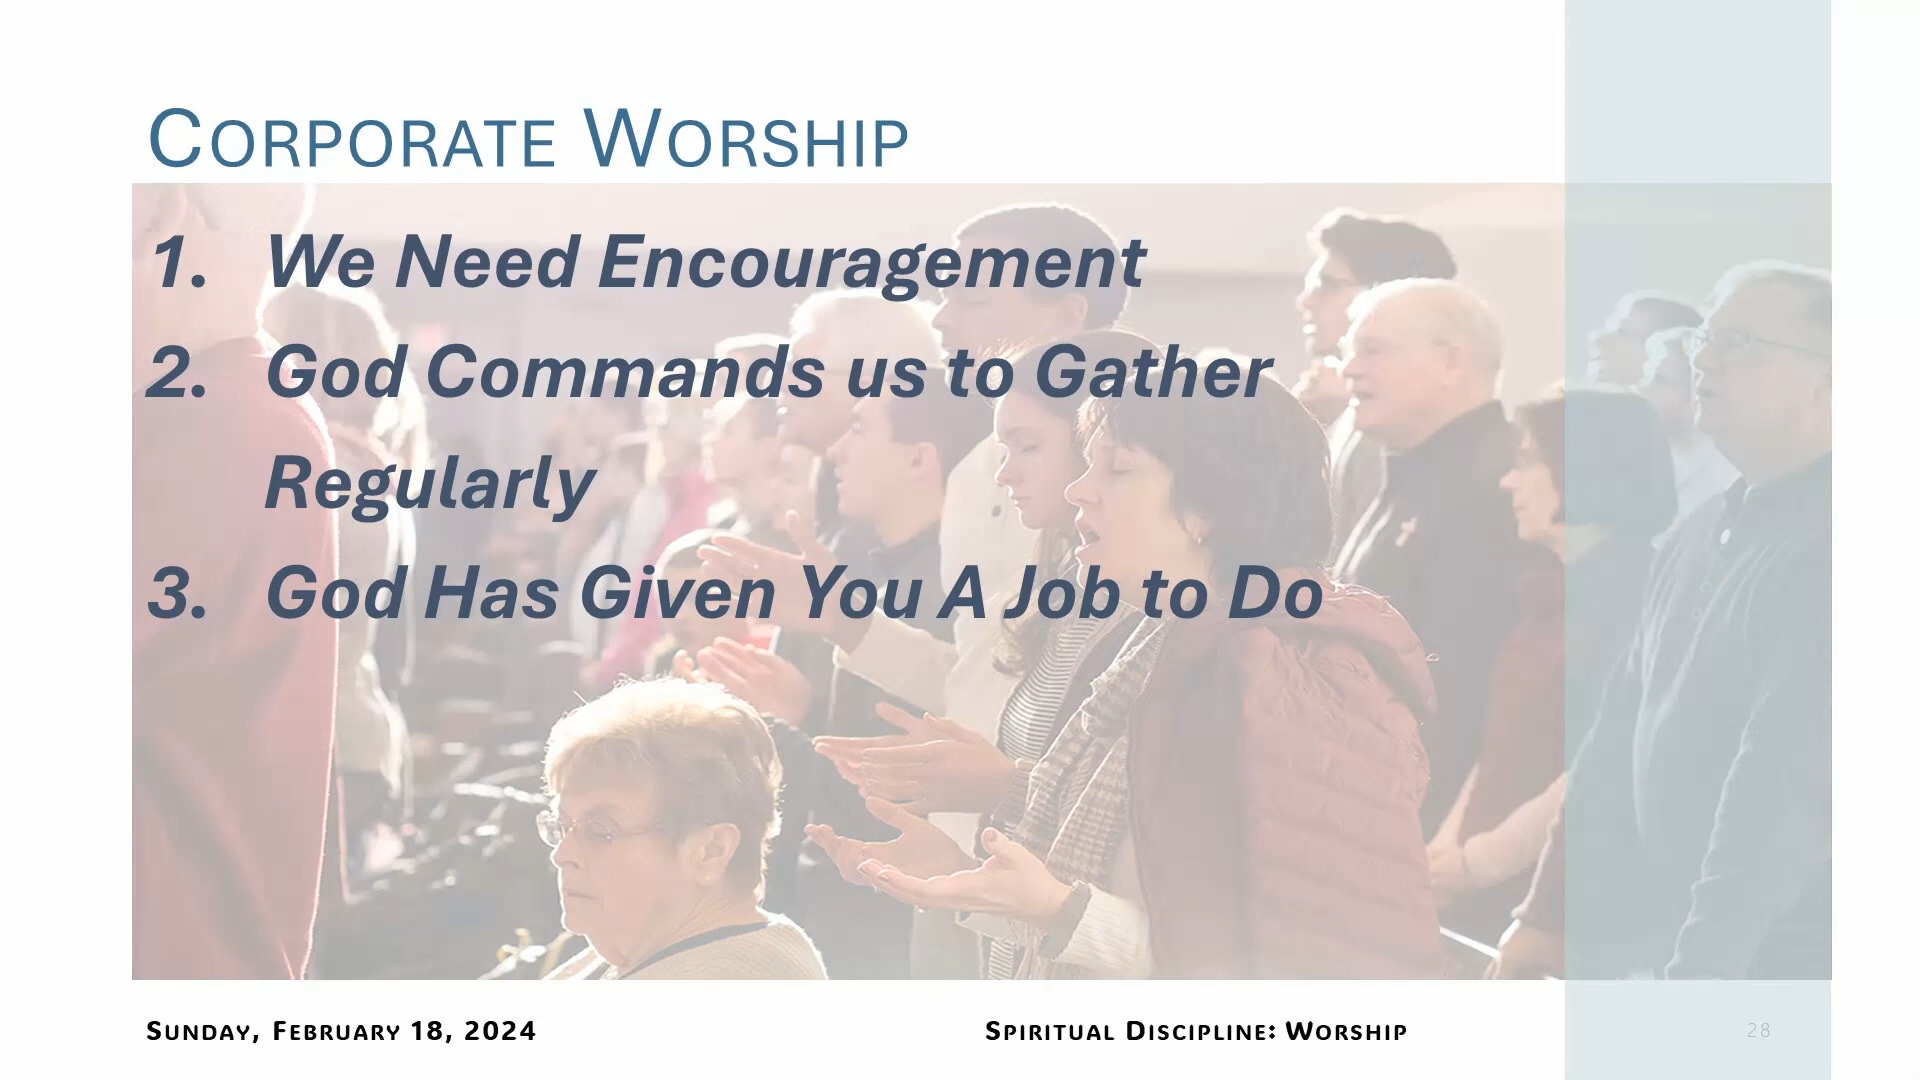 Corporate Worship
1. We Need Encouragement
2. God Commands us to Gather
Regularly
3. God Has Given You A Job to Do
Sunday, February 18, 2024
Spiritual Discipline: Worship
28